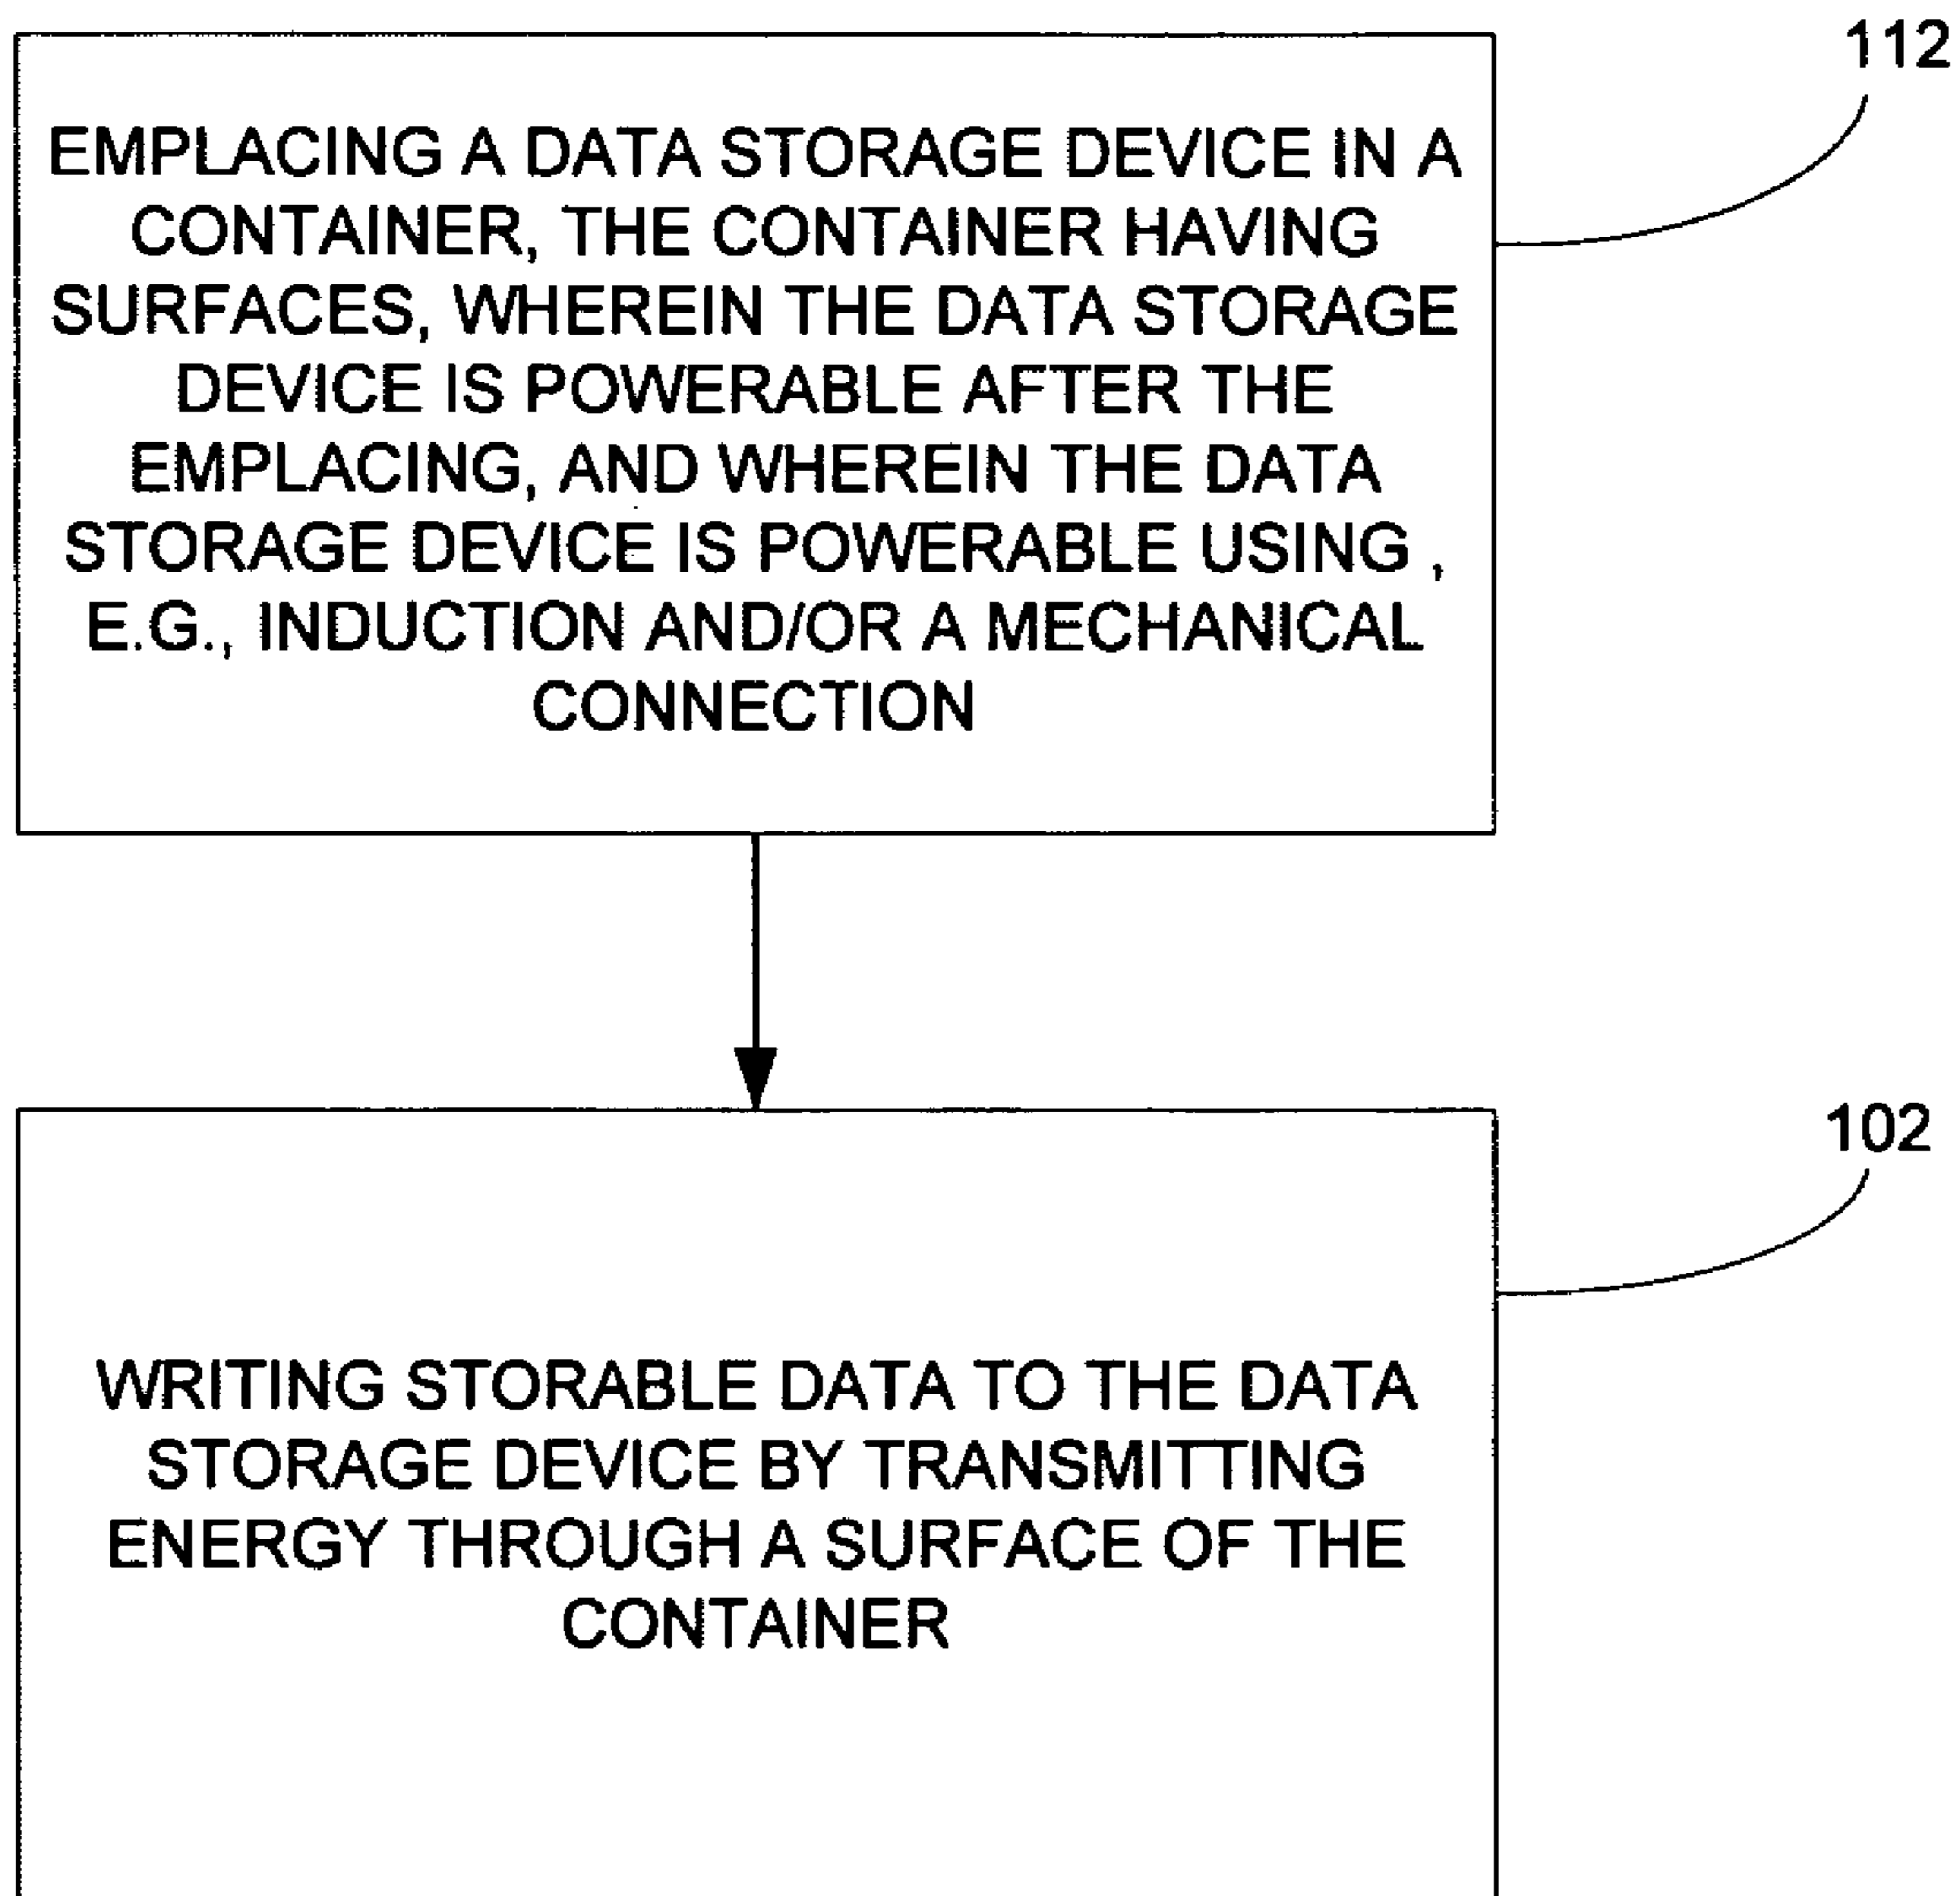 112
EMPLACING A DATA STORAGE DEVICE IN A
CONTAINER, THE CONTAINER HAVING
SURFACES, WHEREIN THE DATA STORAGE
DEVICE IS POWERABLE AFTER THE
EMPLACING, AND WHEREIN THE DATA
STORAGE DEVICE IS POWERABLE USING ,
E.G., INDUCTION AND/OR A MECHANICAL
CONNECTION
102
WRITING STORABLE DATA TO THE DATA
STORAGE DEVICE BY TRANSMITTING
ENERGY THROUGH A SURFACE OF THE
CONTAINER